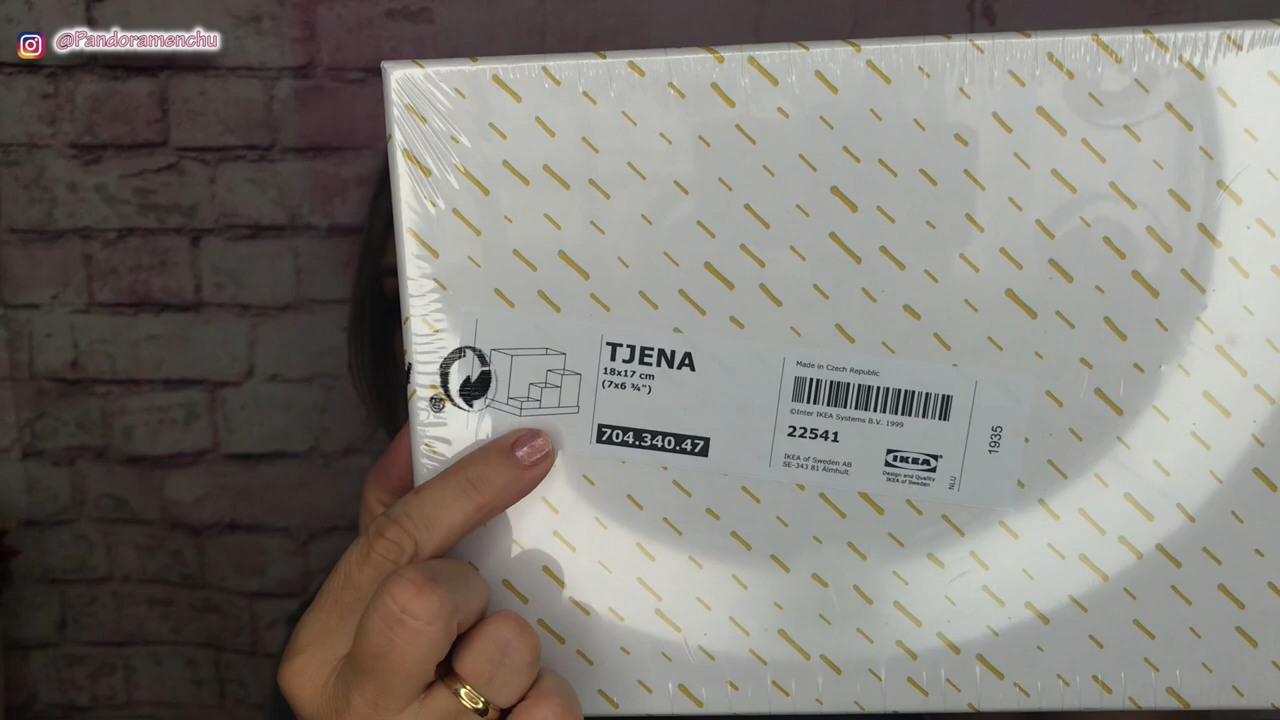 @Pandoramenchu
TJENA
18x17 cm
(7x6 ¾")
704.340.47
Made in Czech Republic
©Inter IKEA Systems B.V. 1999
22541
IKEA of Sweden AB
SE-343 81 Älmhult
IKEA
Design and Quality
IKEA of Sweden
NLU
1935